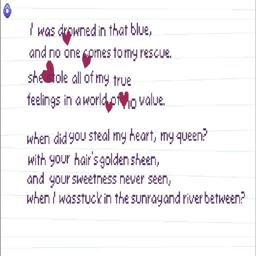 I was drowned in that blue,
and no one comes to my rescue.
she stole all of my true
feelings in a world of no value.
when did you steal my heart, my queen?
with your hair's golden sheen,
and your sweetness never seen,
when I was stuck in the sunray and river between?